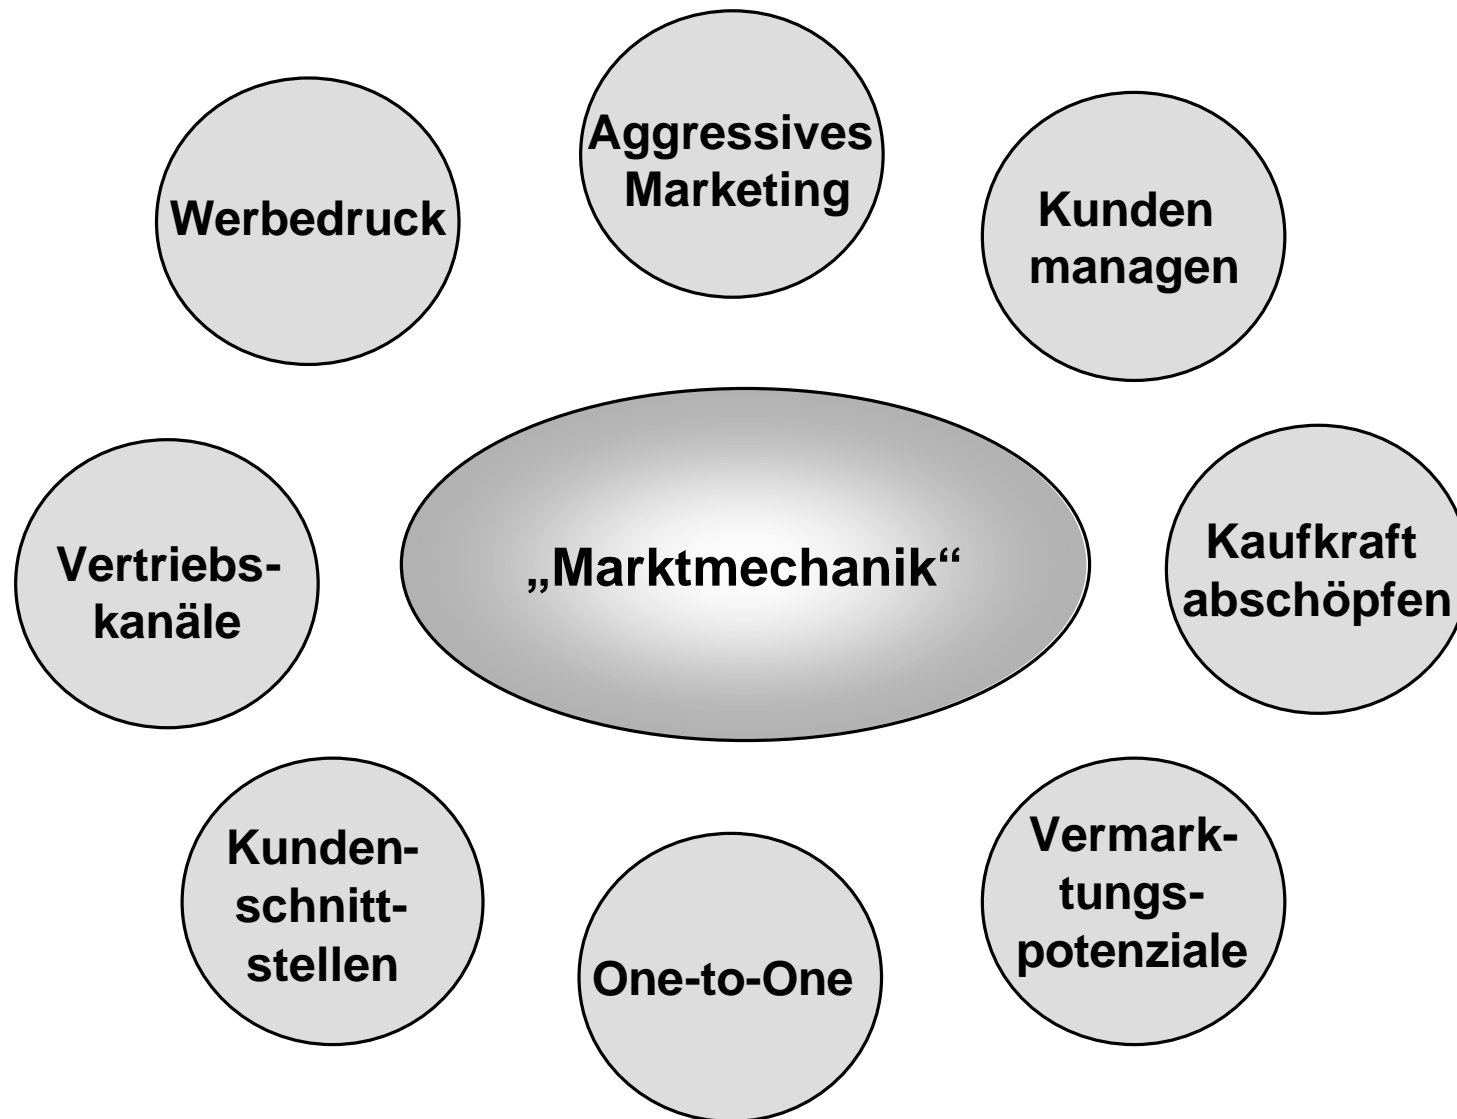 Aggressives
Marketing
Werbedruck
Kunden
managen
„Marktmechanik“
Vertriebs-
kanäle
Kaufkraft
abschöpfen
Kunden-
schnitt-
stellen
One-to-One
Vermark-
tungs-
potenziale